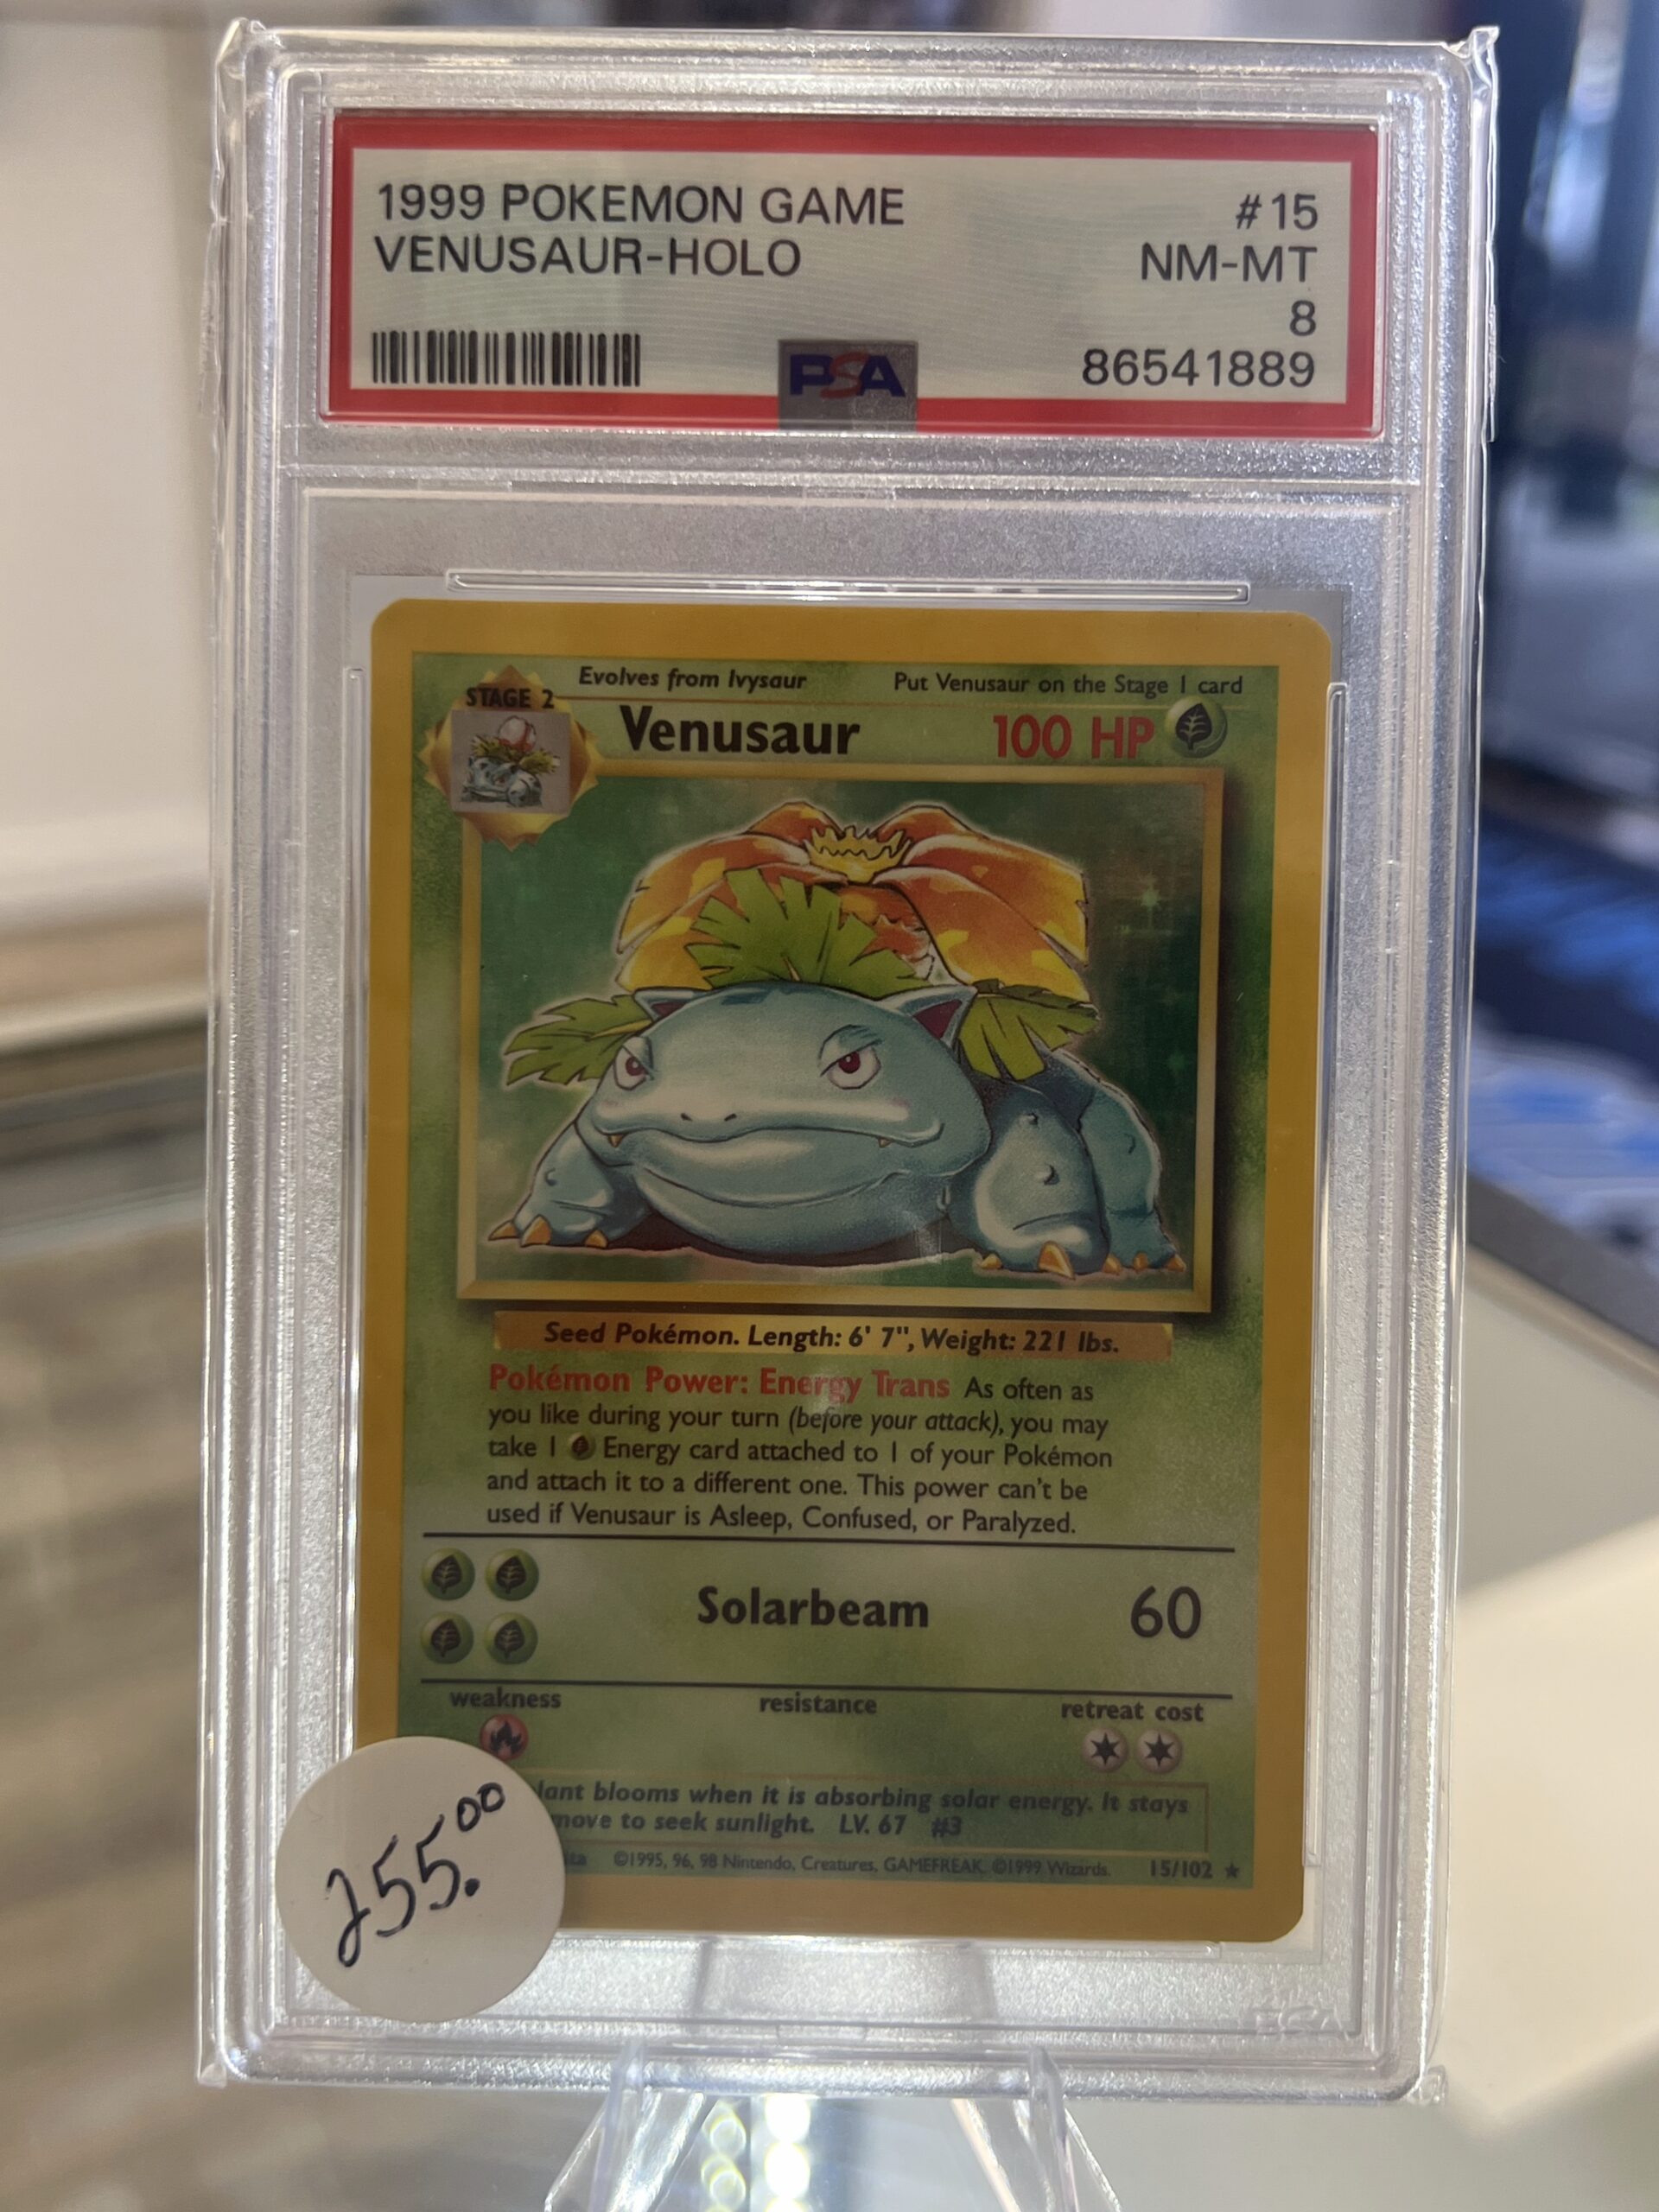 1999 POKEMON GAME #15
VENUSAUR-HOLO NM-MT
8
PSA 86541889
Evolves from Ivysaur Put Venusaur on the Stage 1 card
STAGE 2
Venusaur 100 HP
Seed Pokémon. Length: 6' 7", Weight: 221 lbs.
Pokémon Power: Energy Trans As often as
you like during your turn (before your attack), you may
take 1 Energy card attached to 1 of your Pokémon
and attach it to a different one. This power can't be
used if Venusaur is Asleep, Confused, or Paralyzed.
Solarbeam 60
weakness resistance retreat cost
lant blooms when it is absorbing solar energy. It stays
move to seek sunlight. LV. 67 #3
ita ©1995, 96, 98 Nintendo, Creatures, GAMEFREAK. ©1999 Wizards. 15/102 ★
255.00
PSA